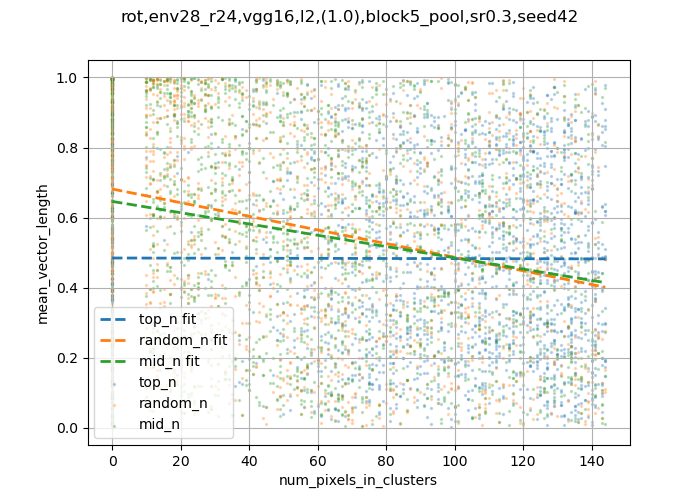 rot,env28_r24,vgg16,l2,(1.0),block5_pool,sr0.3,seed42
1.0
0.8
0.6
0.4
0.2
0.0
mean_vector_length
top_n fit
random_n fit
mid_n fit
top_n
random_n
mid_n
0 20 40 60 80 100 120 140
num_pixels_in_clusters